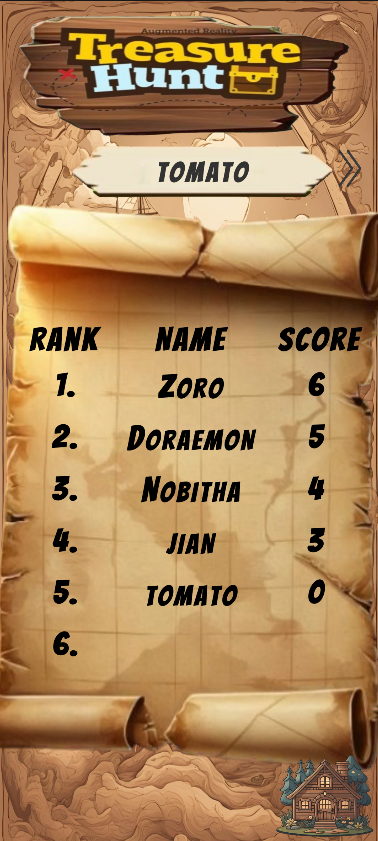 Augmented Reality
Treasure
Hunt
TOMATO
RANK NAME SCORE
1. ZORO 6
2. DORAEMON 5
3. NOBITHA 4
4. JIAN 3
5. TOMATO 0
6.